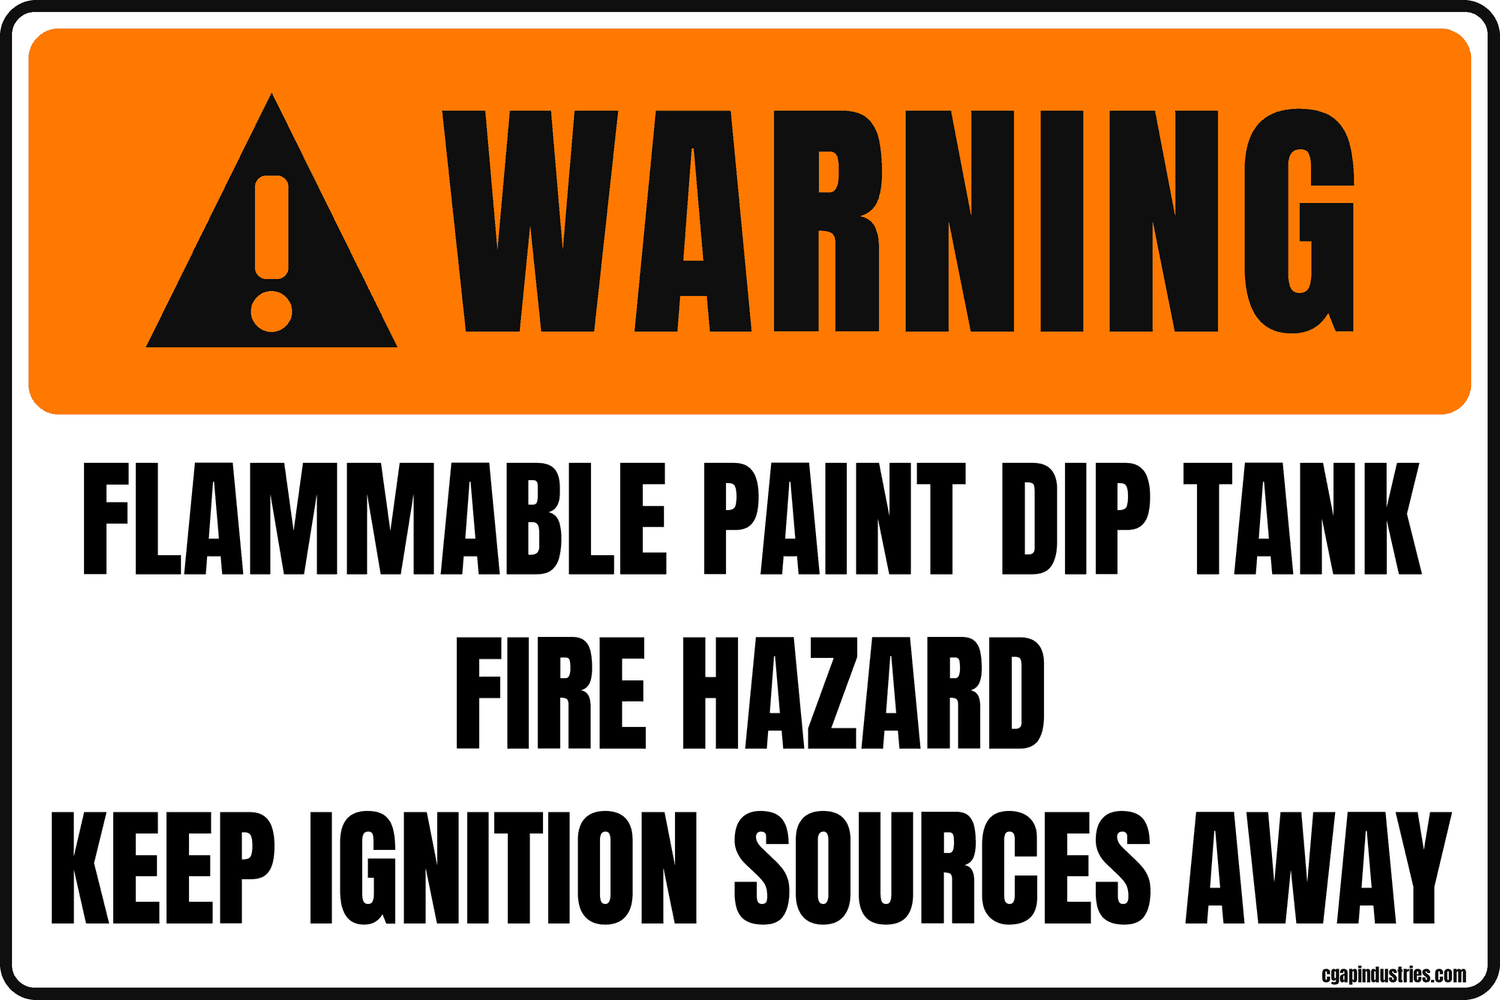 WARNING
FLAMMABLE PAINT DIP TANK
FIRE HAZARD
KEEP IGNITION SOURCES AWAY
cgapindustries.com